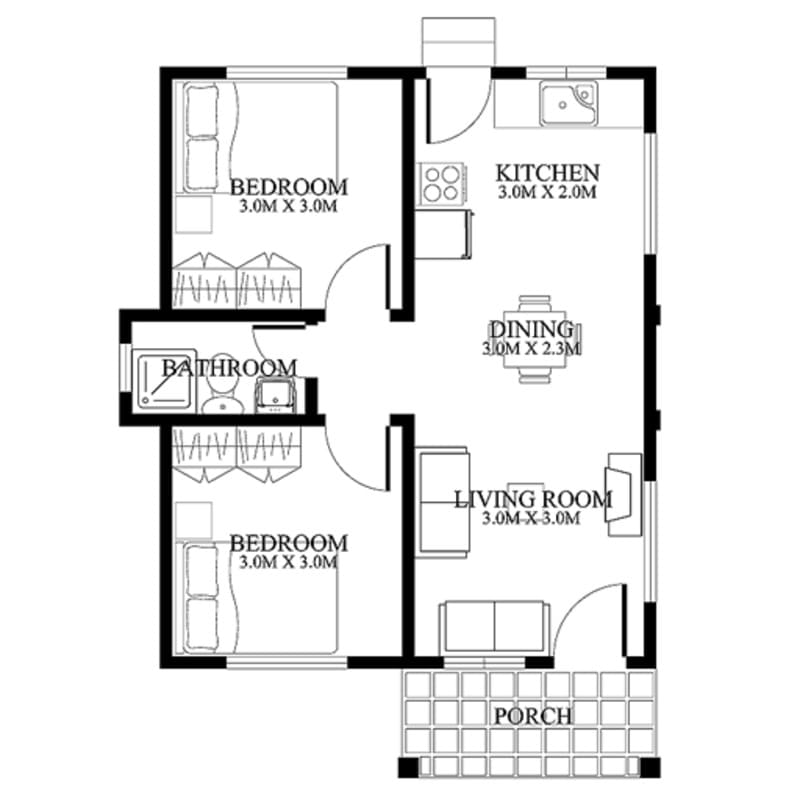 BEDROOM
3.0M X 3.0M
KITCHEN
3.0M X 2.0M
DINING
3.0M X 2.3M
BATHROOM
LIVING ROOM
3.0M X 3.0M
BEDROOM
3.0M X 3.0M
PORCH